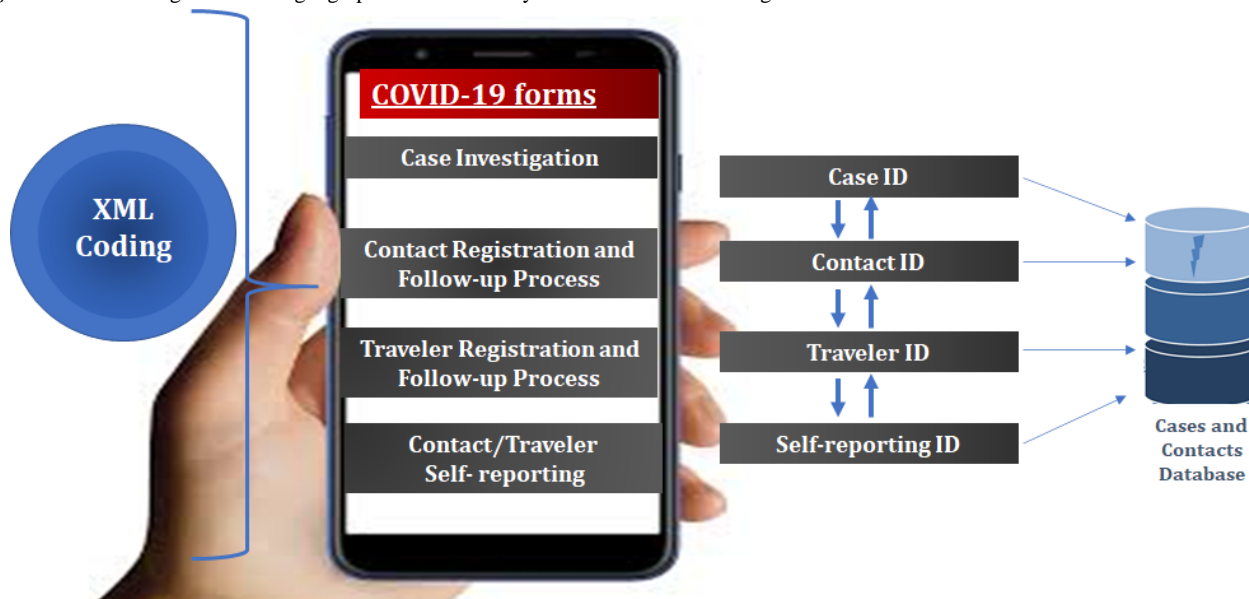 XML
Coding
COVID-19 forms
Case Investigation
Contact Registration and
Follow-up Process
Traveler Registration and
Follow-up Process
Contact/Traveler
Self- reporting
Case ID
Contact ID
Traveler ID
Self-reporting ID
Cases and
Contacts
Database